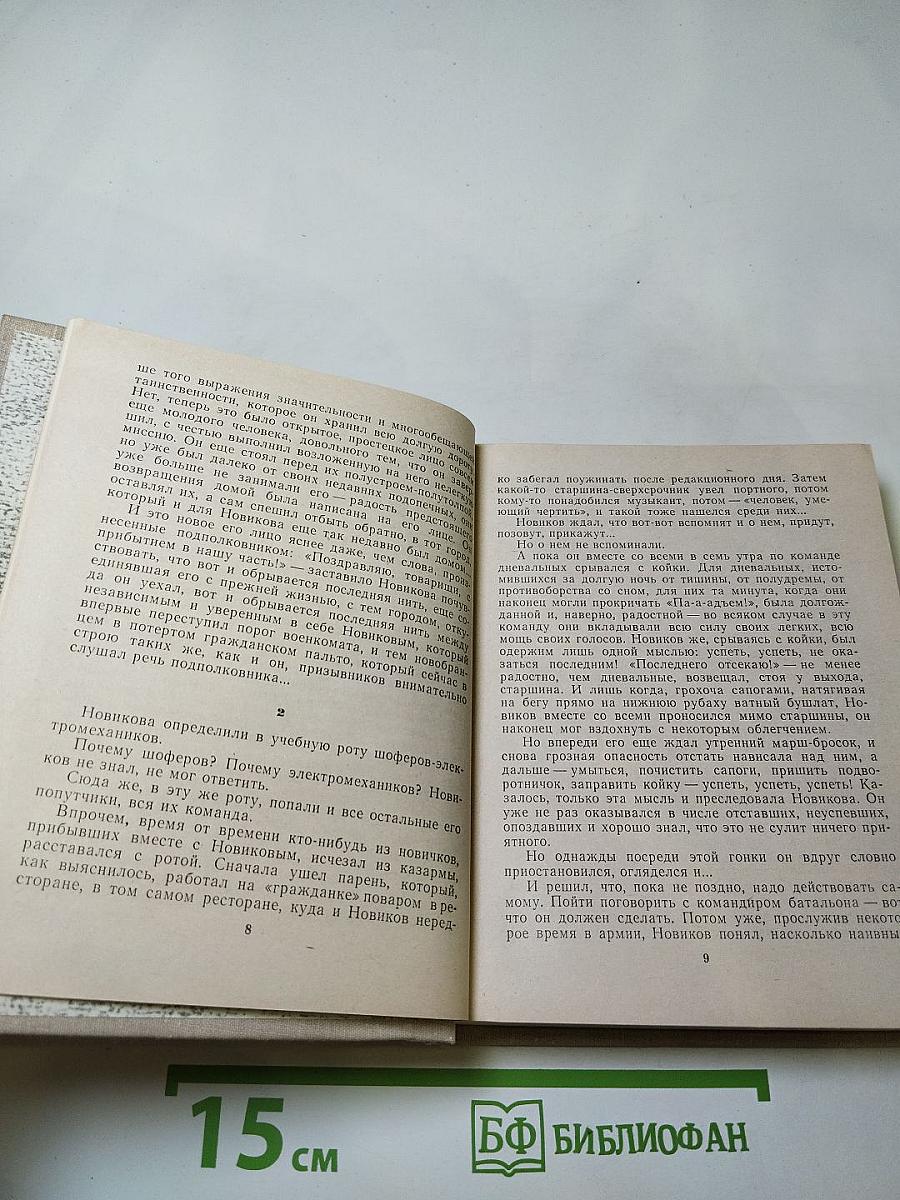 ше того выражения значительности и многообещающей
таинственности, которое он хранил всю долгую дорогу.
Нет, теперь это было открытое, простецкое лицо совсем
еще молодого человека, довольного тем, что он завер-
шил, с честью выполнил возложенную на него нелегкую
миссию. Он еще стоял перед их полустроем-полутолпой,
но уже был далеко от своих недавних подопечных, они
уже больше не занимали его — радость предстоящего
возвращения домой была написана на его лице. Он
оставлял их, а сам спешил отбыть обратно, в тот город,
который и для Новикова еще так недавно был домом.
И это новое его лицо яснее даже, чем слова, произ-
несенные подполковником: «Поздравляю, товарищи, с
прибытием в нашу часть!» — заставило Новикова почув-
ствовать, что вот и обрывается последняя нить, еще со-
единявшая его с прежней жизнью, с тем городом, отку-
да он уехал, вот и обрывается последняя нить между
независимым и уверенным в себе Новиковым, который
впервые переступил порог военкомата, и тем новобран-
цем в потертом гражданском пальто, который сейчас в
строю таких же, как и он, призывников внимательно
слушал речь подполковника...
2
Новикова определили в учебную роту шоферов-элек-
тромехаников.
Почему шоферов? Почему электромехаников? Нови-
ков не знал, не мог ответить.
Сюда же, в эту же роту, попали и все остальные его
попутчики, вся их команда.
Впрочем, время от времени кто-нибудь из новичков,
прибывших вместе с Новиковым, исчезал из казармы,
расставался с ротой. Сначала ушел парень, который,
как выяснилось, работал на «гражданке» поваром в ре-
сторане, в том самом ресторане, куда и Новиков неред-
8
ко забегал поужинать после редакционного дня. Затем
какой-то старшина-сверхсрочник увел портного, потом
кому-то понадобился музыкант, потом — «человек, уме-
ющий чертить», и такой тоже нашелся среди них...
Новиков ждал, что вот-вот вспомнят и о нем, придут,
позовут, прикажут...
Но о нем не вспоминали.
А пока он вместе со всеми в семь утра по команде
дневальных срывался с койки. Для дневальных, исто-
мившихся за долгую ночь от тишины, от полудремы, от
противоборства со сном, для них та минута, когда они
наконец могли прокричать «Па-а-адъем!», была долгож-
данной и, наверно, радостной — во всяком случае в эту
команду они вкладывали всю силу своих легких, всю
мощь своих голосов. Новиков же, срываясь с койки, был
одержим лишь одной мыслью: успеть, успеть, не ока-
заться последним! «Последнего отсекаю!» — не менее
радостно, чем дневальные, возвещал, стоя у выхода,
старшина. И лишь когда, грохоча сапогами, натягивая
на бегу прямо на нижнюю рубаху ватный бушлат, Но-
виков вместе со всеми проносился мимо старшины, он
наконец мог вздохнуть с некоторым облегчением.
Но впереди его еще ждал утренний марш-бросок, и
снова грозная опасность отстать нависала над ним, а
дальше — умыться, почистить сапоги, пришить подво-
ротничок, заправить койку — успеть, успеть, успеть! Ка-
залось, только эта мысль и преследовала Новикова. Он
уже не раз оказывался в числе отставших, неуспевших,
опоздавших и хорошо знал, что это не сулит ничего при-
ятного.
Но однажды посреди этой гонки он вдруг словно
приостановился, огляделся и...
И решил, что, пока не поздно, надо действовать са-
мому. Пойти поговорить с командиром батальона — вот
что он должен сделать. Потом уже, прослужив некото
рое время в армии, Новиков понял, насколько наивны
9
15 см
БФ БИБЛИОФАН